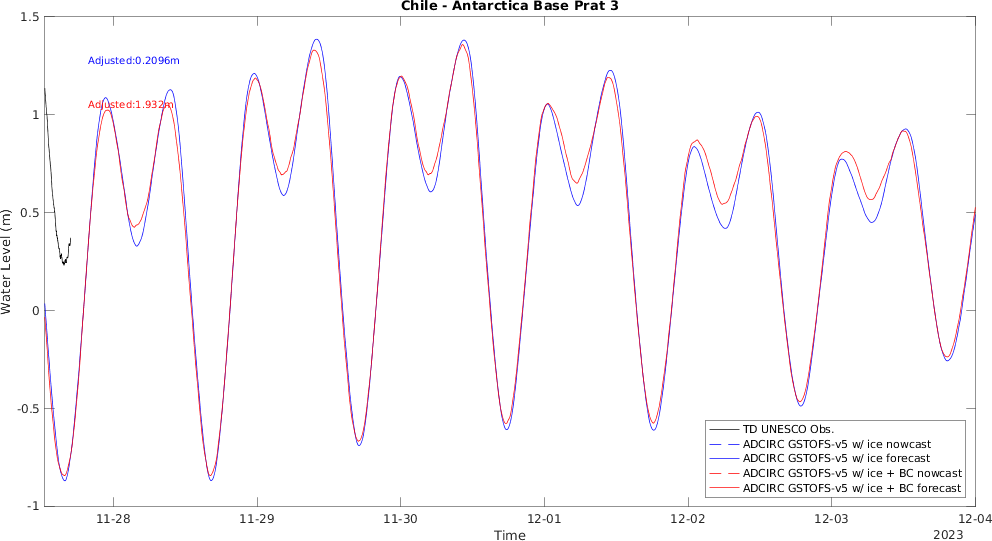 Chile - Antarctica Base Prat 3
1.5
1
0.5
0
-0.5
-1
Water Level (m)
Adjusted:0.2096m
Adjusted:1.932m
TD UNESCO Obs.
ADCIRC GSTOFS-v5 w/ ice nowcast
ADCIRC GSTOFS-v5 w/ ice forecast
ADCIRC GSTOFS-v5 w/ ice + BC nowcast
ADCIRC GSTOFS-v5 w/ ice + BC forecast
11-28 11-29 11-30 12-01 12-02 12-03 12-04
Time
2023